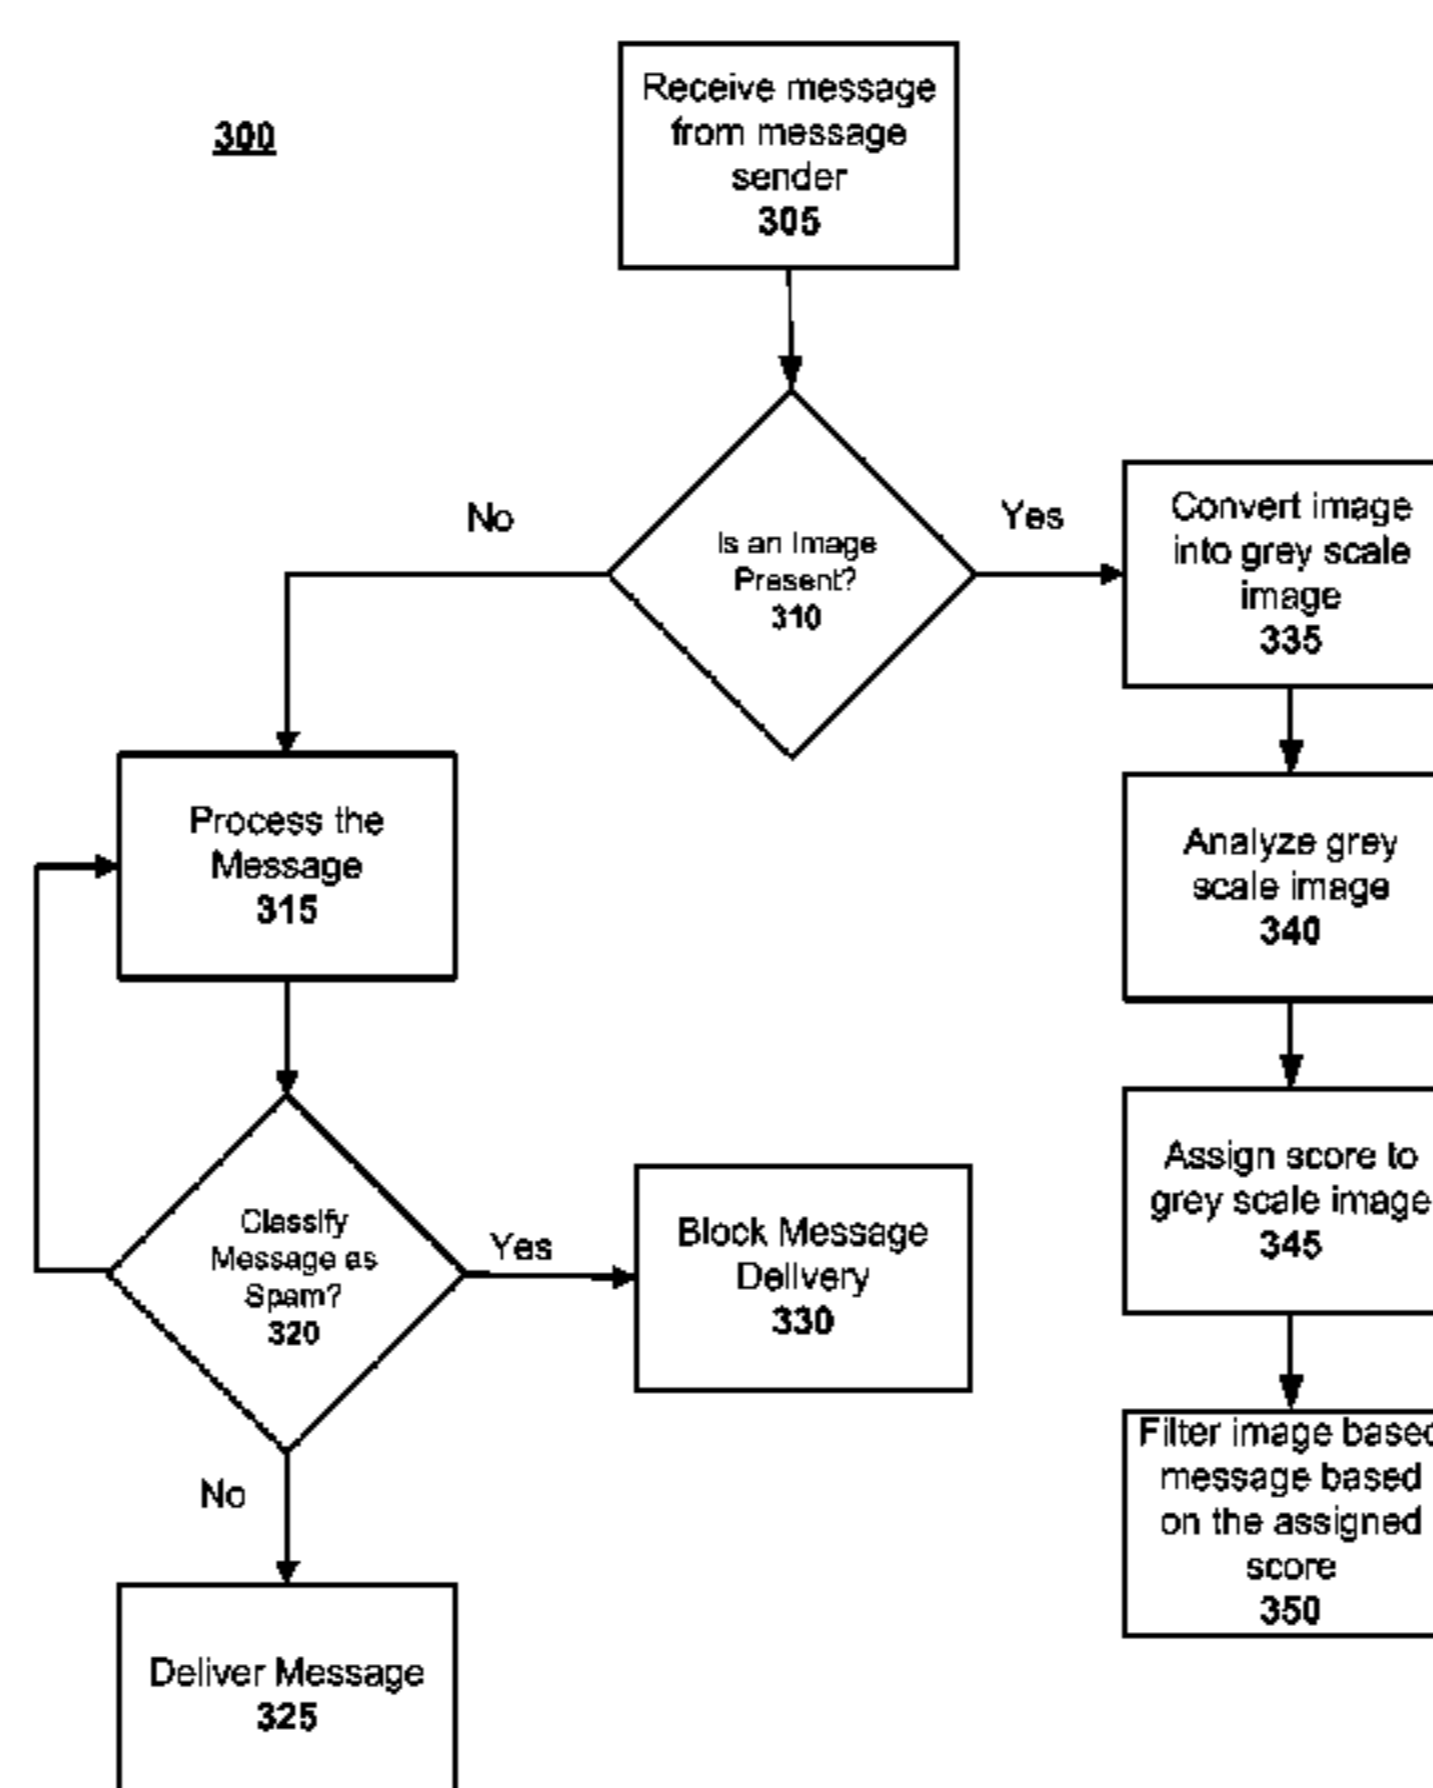 300
Receive message
from message
sender
305
Is an Image
Present?
310
No
Yes
Convert image
into grey scale
image
335
Process the
Message
315
Analyze grey
scale image
340
Classify
Message as
Spam?
320
Yes
Block Message
Delivery
330
Assign score to
grey scale image
345
No
Filter image based
message based
on the assigned
score
350
Deliver Message
325